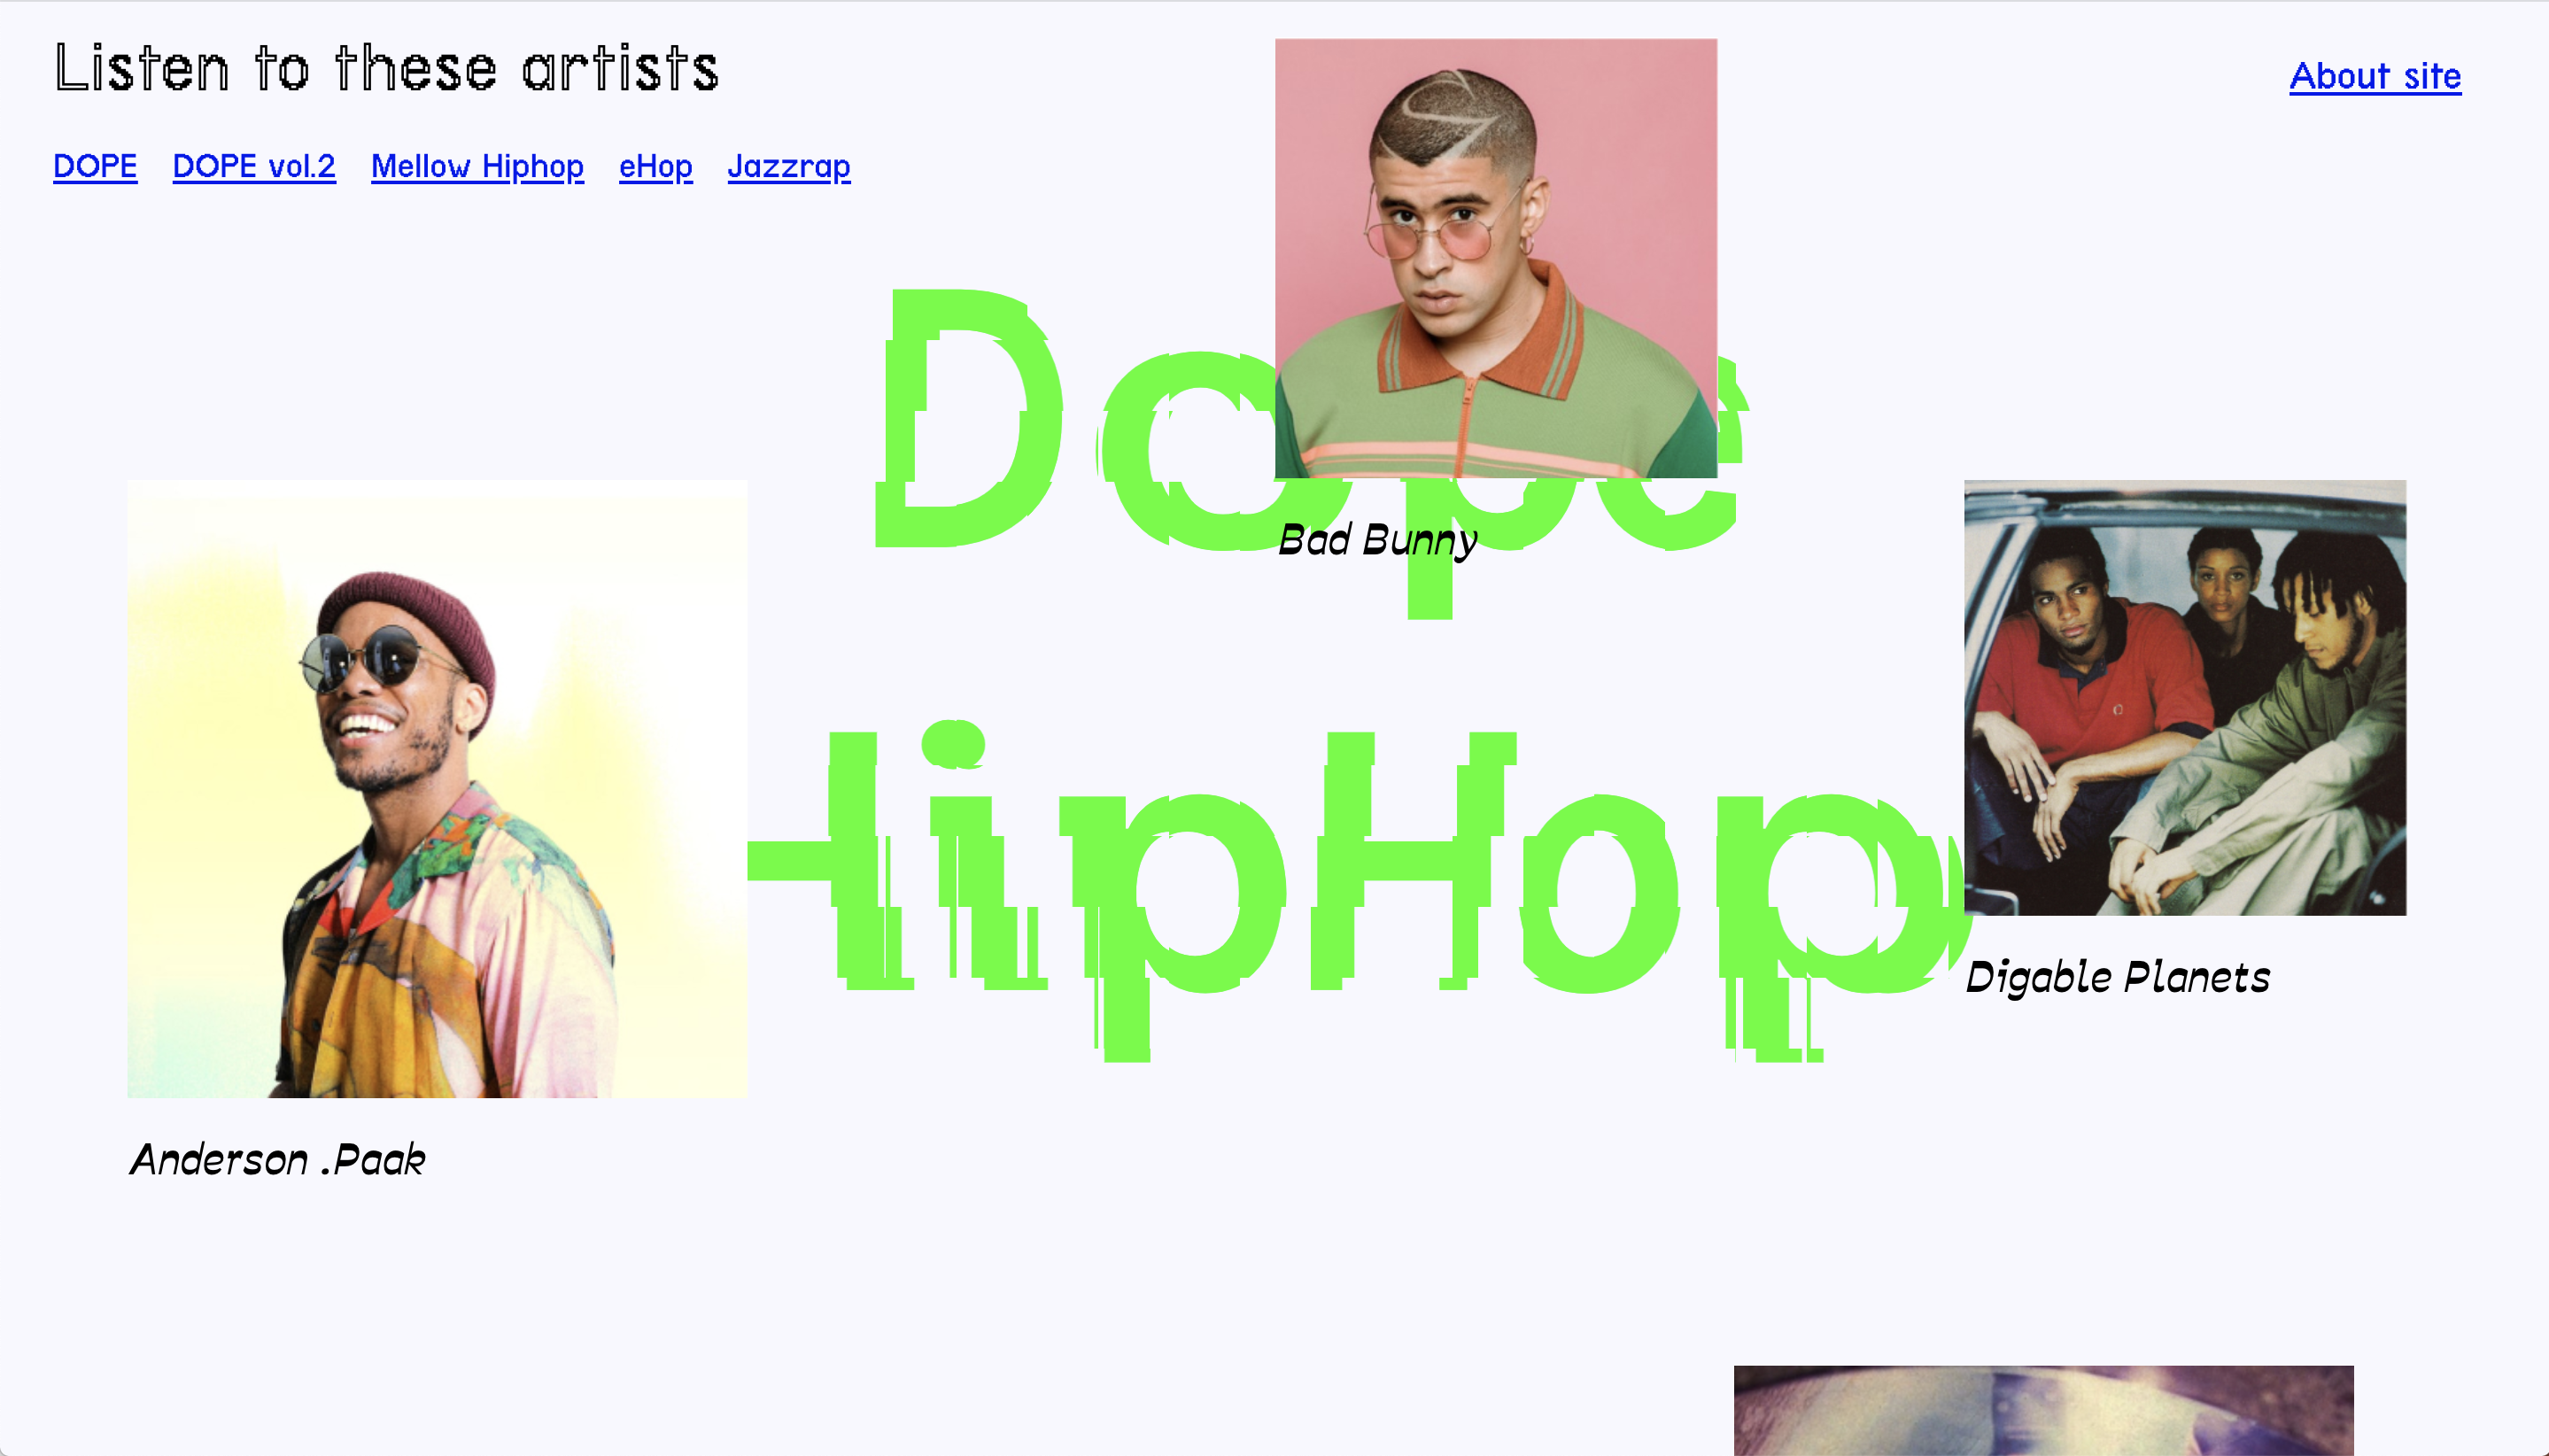 Listen to these artists
About site
DOPE DOPE vol.2 Mellow Hiphop eHop Jazzrap
Dope
Bad Bunny
HipHop
Digable Planets
Anderson .Paak